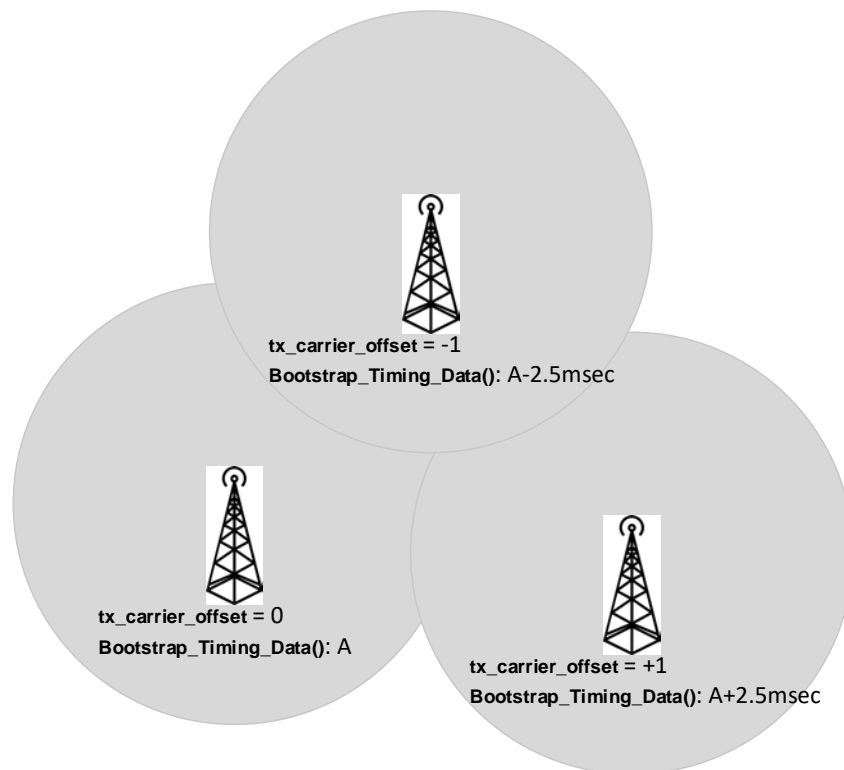 tx_carrier_offset = -1
Bootstrap_Timing_Data(): A-2.5msec
tx_carrier_offset = 0
Bootstrap_Timing_Data(): A
tx_carrier_offset = +1
Bootstrap_Timing_Data(): A+2.5msec